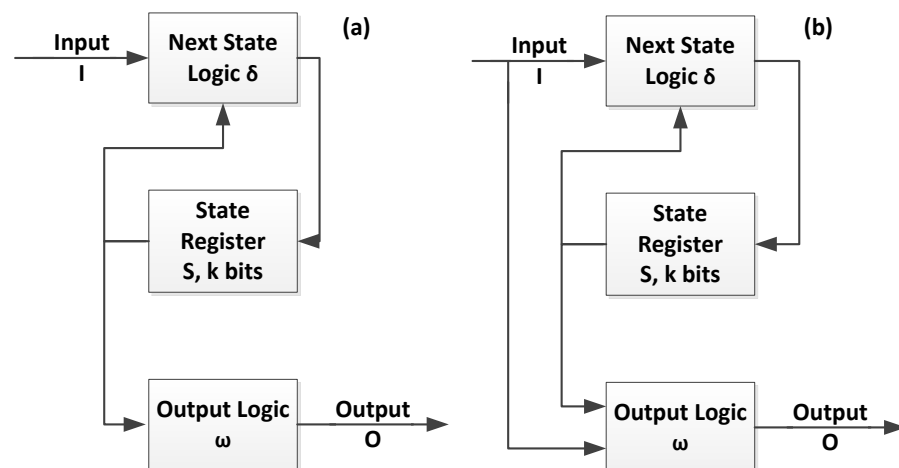 (a)
Input
I
Next State
Logic δ
State
Register
S, k bits
Output Logic
ω
Output
O
(b)
Input
I
Next State
Logic δ
State
Register
S, k bits
Output Logic
ω
Output
O